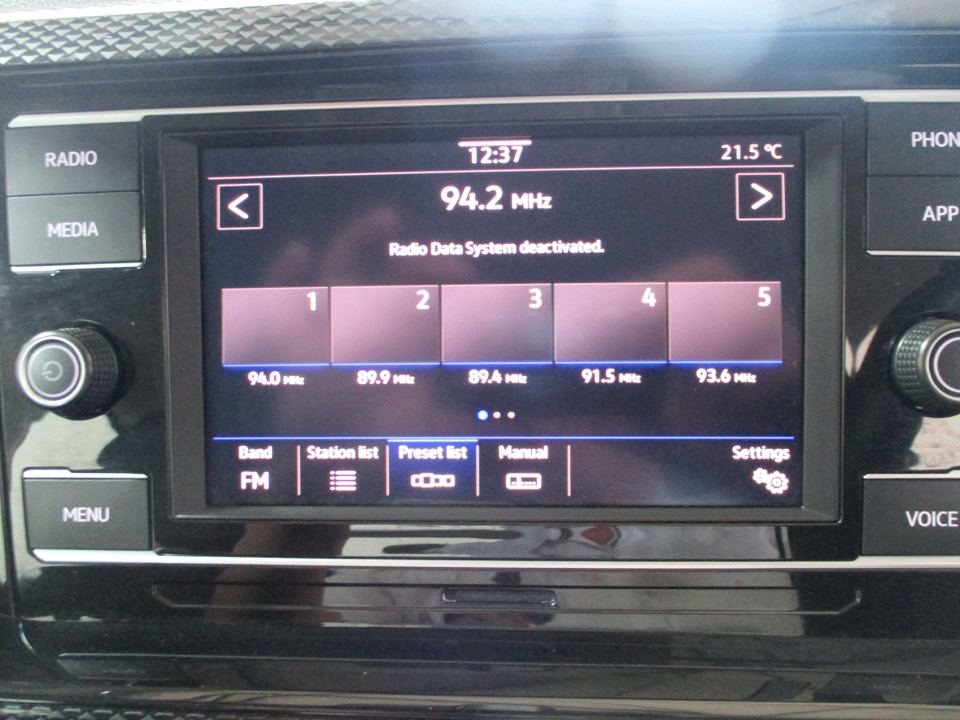 RADIO
MEDIA
MENU
12:37
21.5 °C
<
94.2 MHz
>
Radio Data System deactivated.
1 2 3 4 5
94.0 MHz 89.9 MHz 89.4 MHz 91.5 MHz 93.6 MHz
Band Station list Preset list Manual Settings
FM
PHON
APP
VOICE